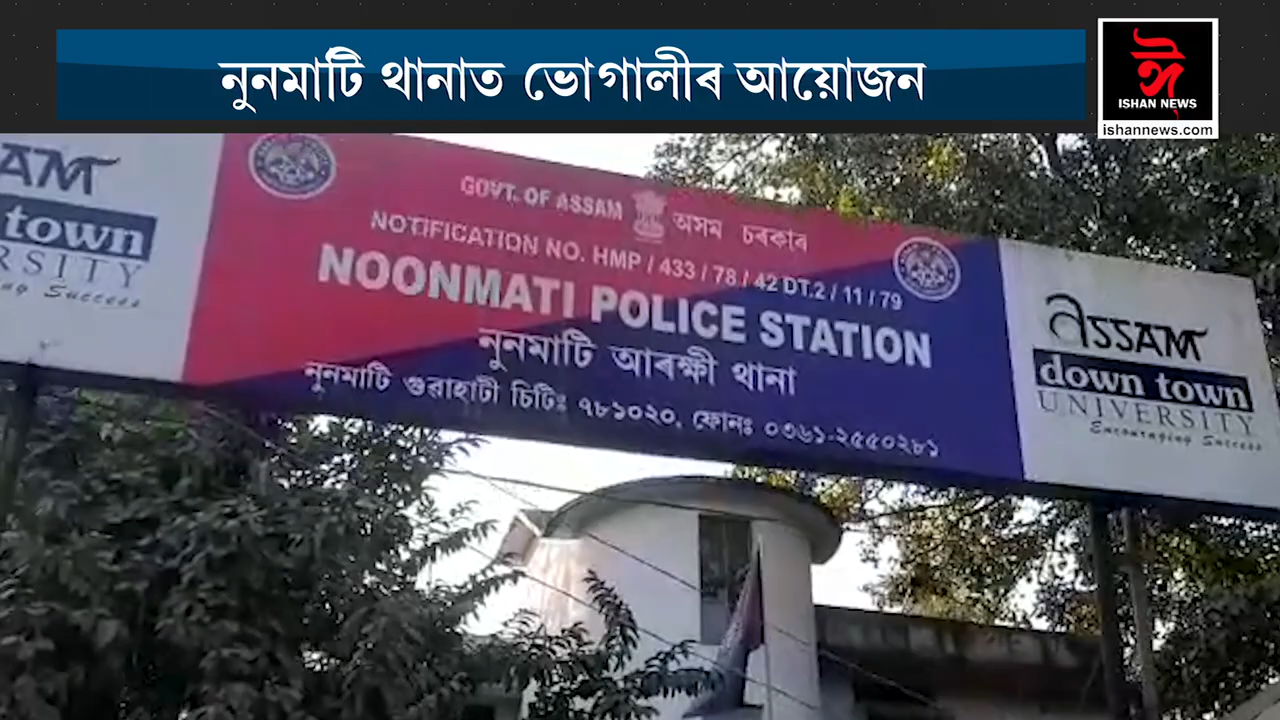 নুনমাটি থানাত ভোগালীৰ আয়োজন
ISHAN NEWS
ishannews.com
GOVT. OF ASSAM অসম চৰকাৰ
NOTIFICATION NO. HMP / 433 / 78 / 42 DT.2 / 11 / 79
NOONMATI POLICE STATION
নুনমাটি আৰক্ষী থানা
নুনমাটি গুৱাহাটী চিটিঃ ৭৮১০২০, ফোনঃ ০৩৬১-২৫৫০২৮১
AM
town
RSITY
ing Success
ASSAM
down town
UNIVERSITY
Encouraging Success